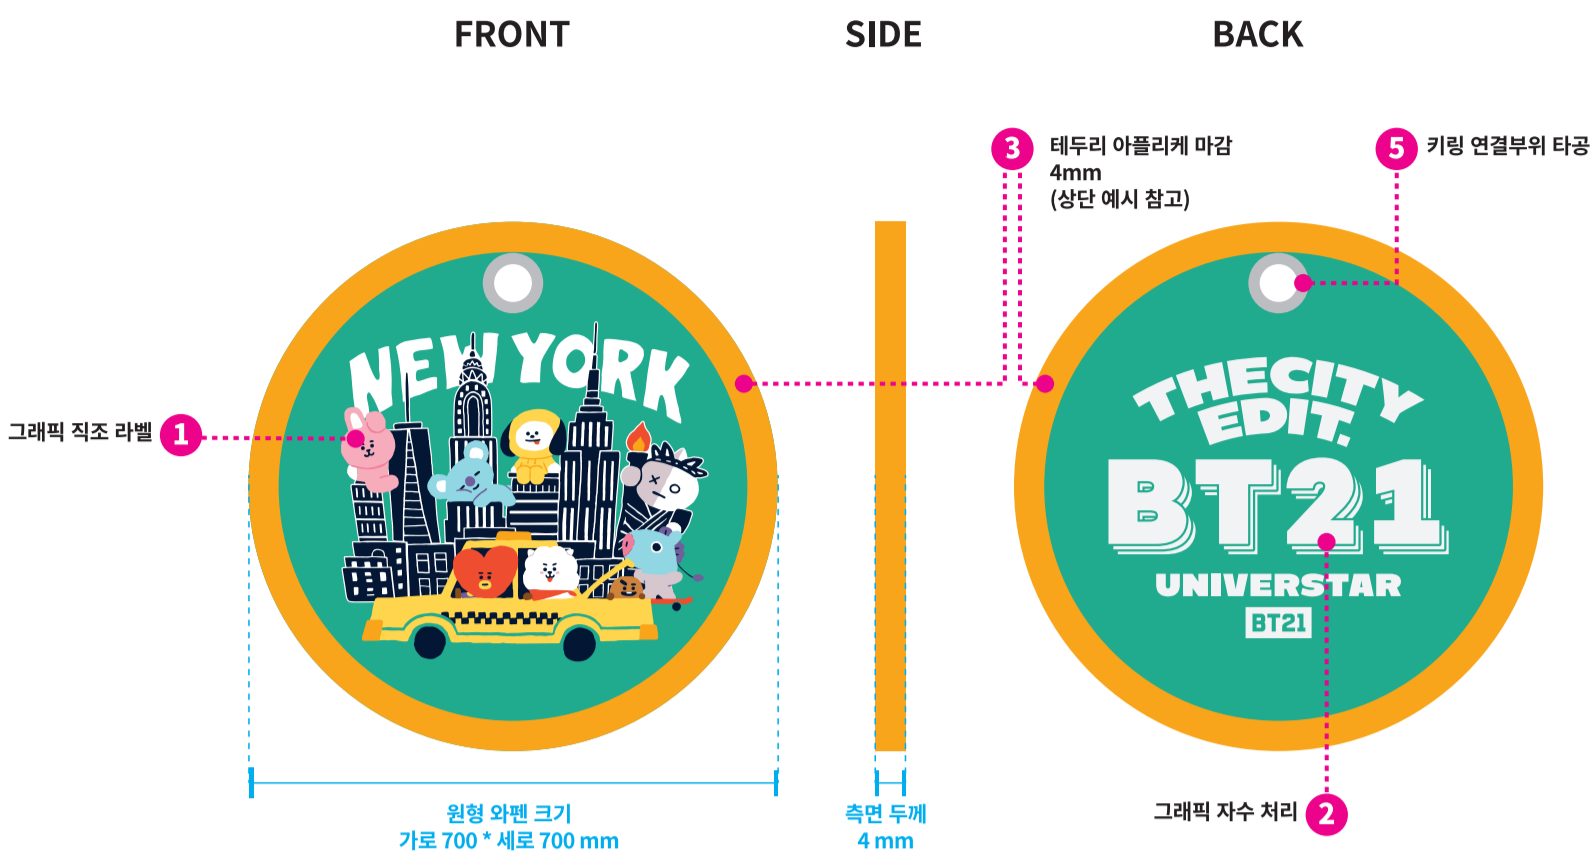 FRONT
SIDE
BACK
3 테두리 아플리케 마감
4mm
(상단 예시 참고)
5 키링 연결부위 타공
NEW YORK
그래픽 직조 라벨 1
THECITY
EDIT.
BT21
UNIVERSTAR
BT21
그래픽 자수 처리 2
원형 와펜 크기
가로 700 * 세로 700 mm
측면 두께
4 mm